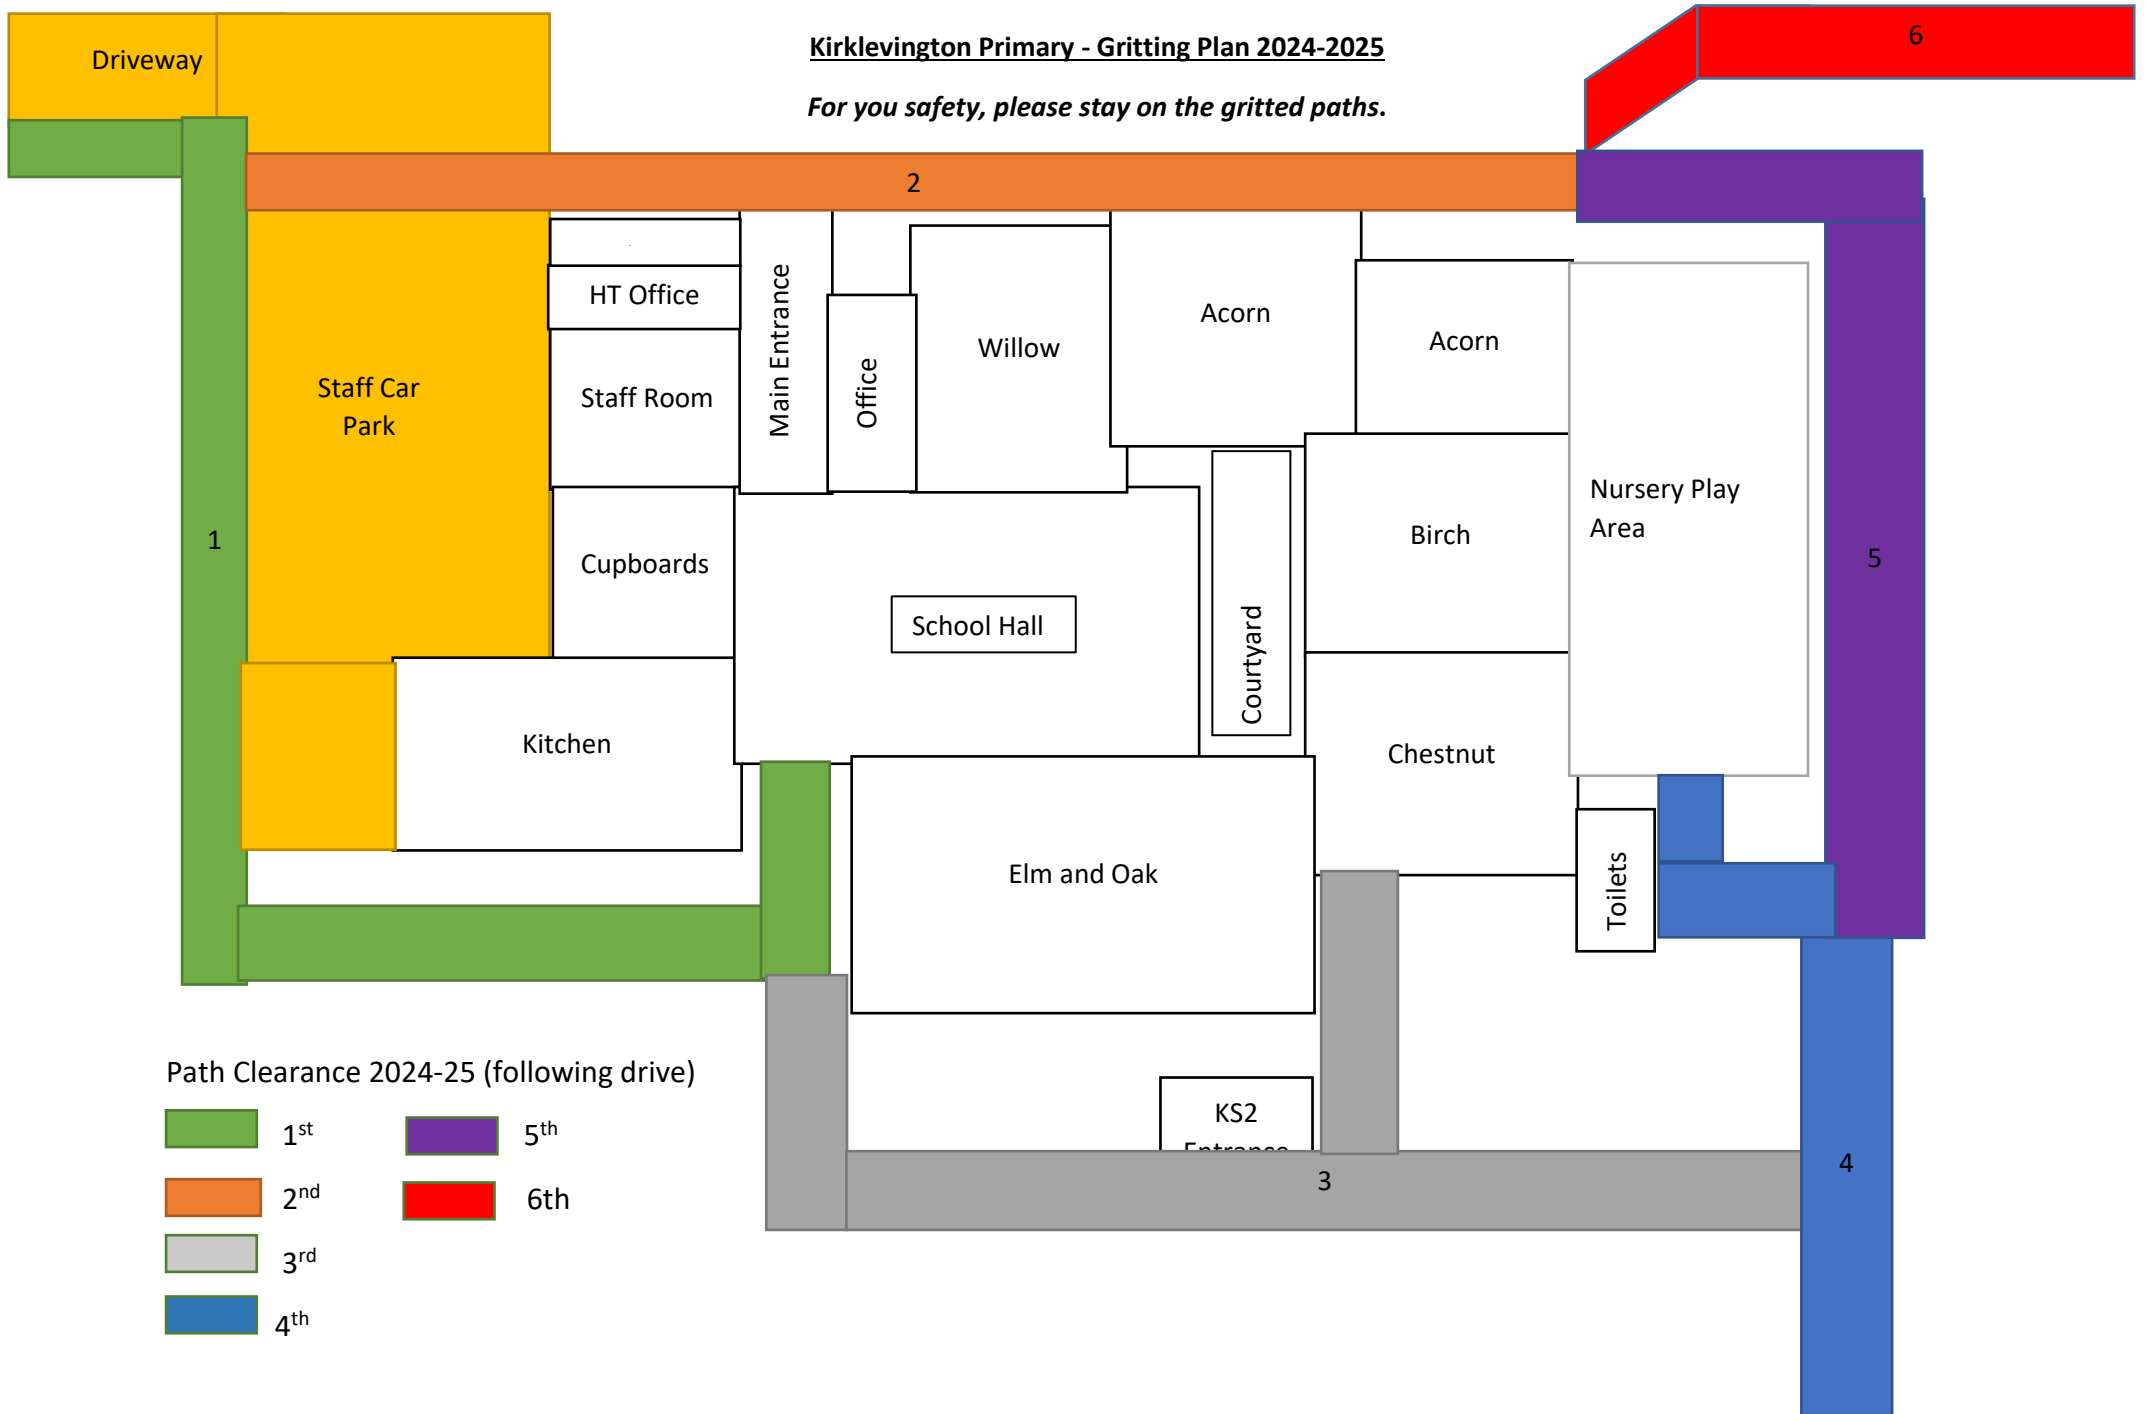 Kirklevington Primary - Gritting Plan 2024-2025
For you safety, please stay on the gritted paths.
Driveway
6
2
HT Office
Main Entrance
Acorn
Acorn
Willow
Office
Staff Car
Park
Staff Room
Nursery Play
Area
1
Cupboards
Birch
5
School Hall
Courtyard
Kitchen
Chestnut
Elm and Oak
Toilets
KS2
Entrance
3
4
Path Clearance 2024-25 (following drive)
1st
5th
2nd
6th
3rd
4th